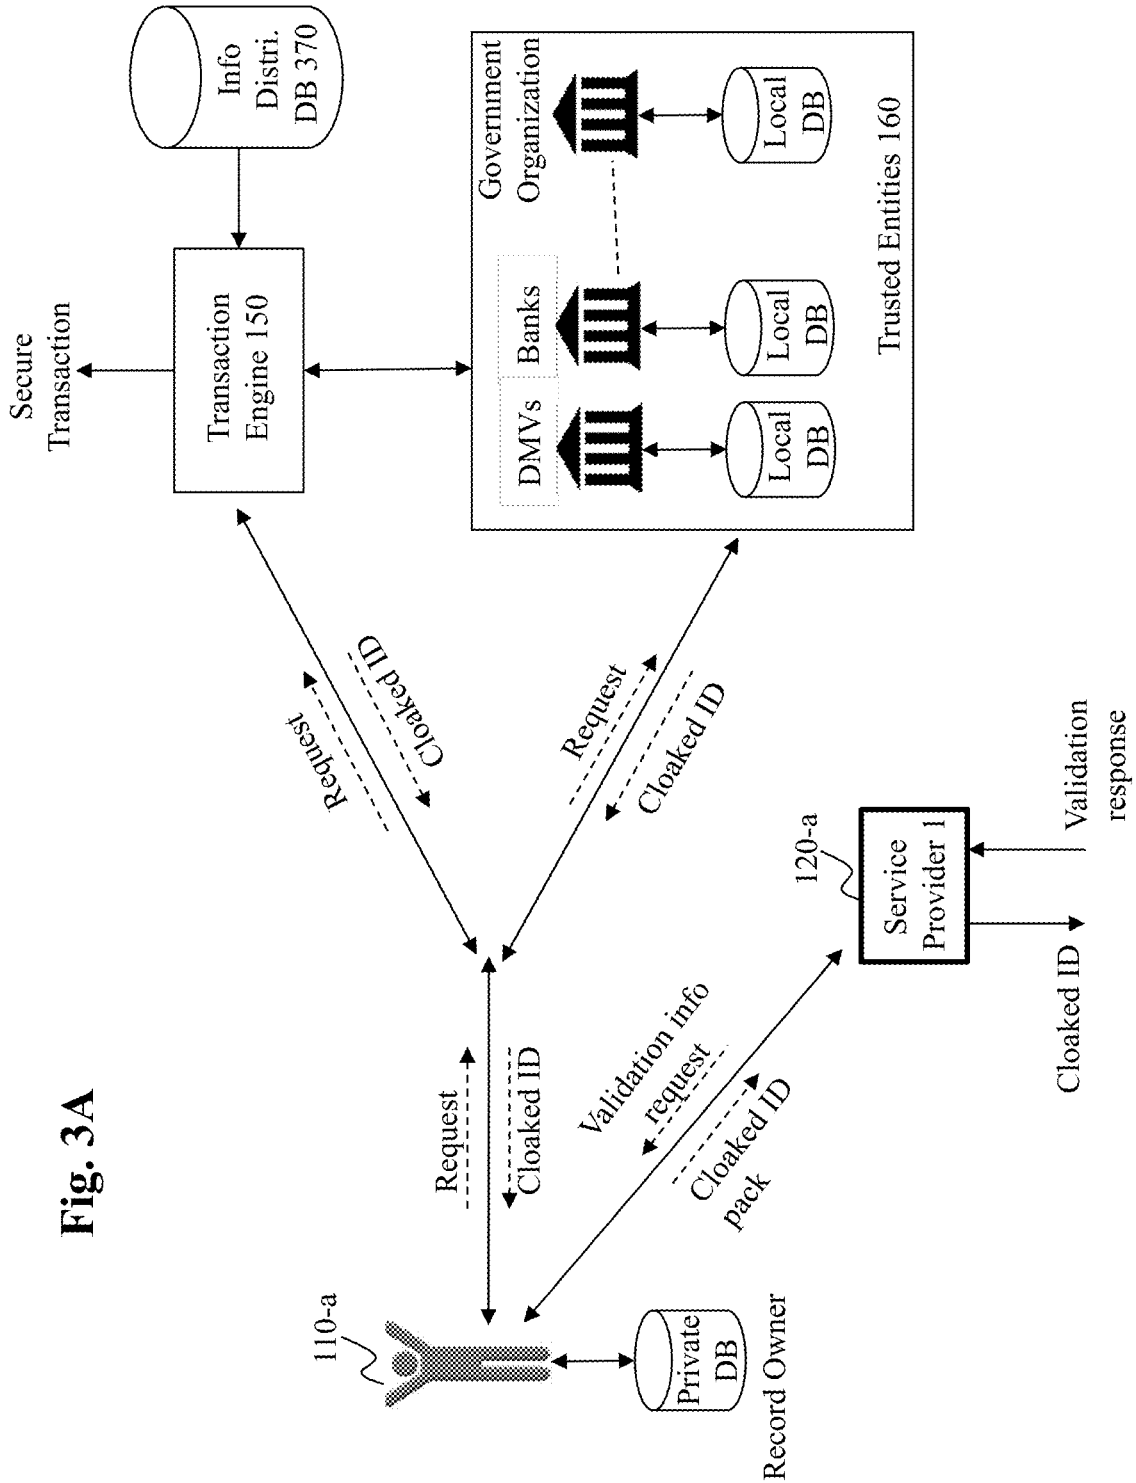 Fig. 3A
Secure
Transaction
Transaction
Engine 150
Info
Distri.
DB 370
110-a
Request
Cloaked ID
Request
Cloaked ID
Request
Cloaked ID
Government
Organization
DMVs
Banks
Local
DB
Local
DB
Local
DB
Trusted Entities 160
Validation info
request
Cloaked ID
pack
Private
DB
Record Owner
120-a
Service
Provider 1
Cloaked ID
Validation
response